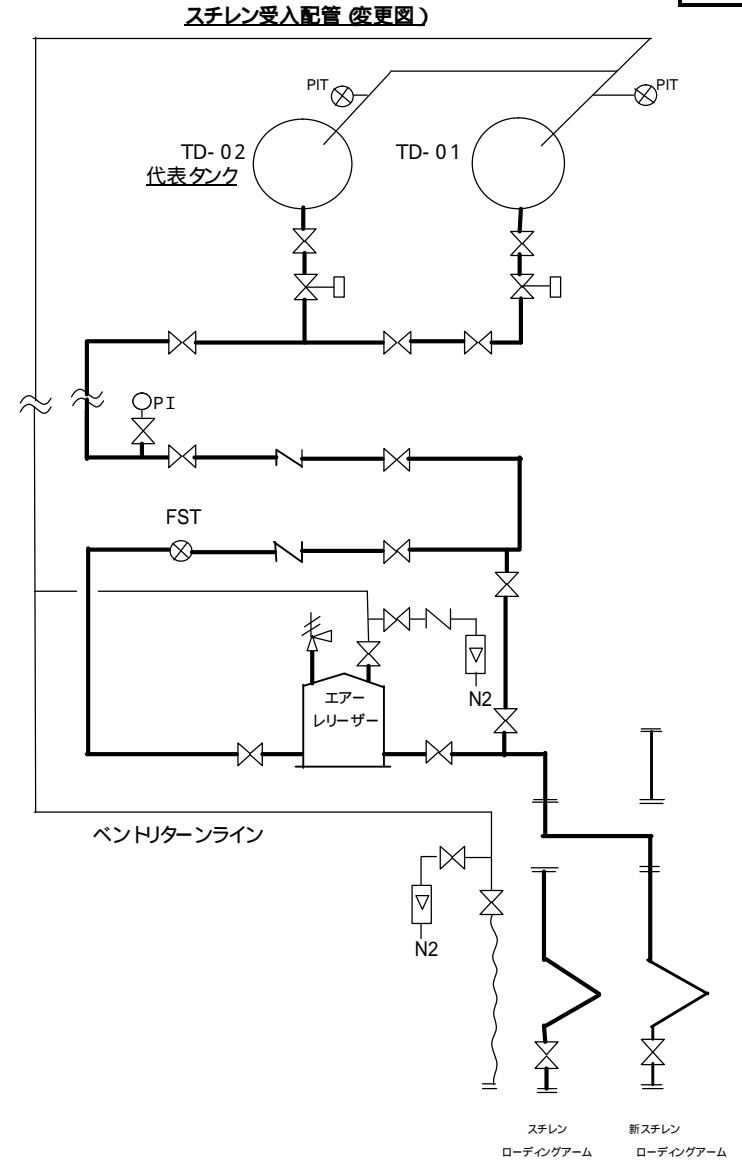 スチレン受入配管(変更図)
PIT
PIT
TD-02
代表タンク
TD-01
PI
FST
N2
エアー
レリーザー
ベントリターンライン
N2
スチレン
ローディングアーム
新スチレン
ローディングアーム